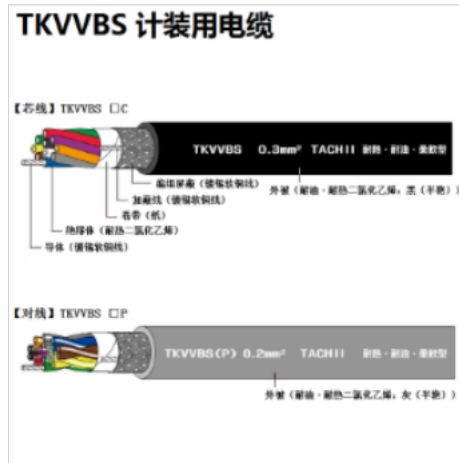 TKVVBS 计装用电缆
【芯线】TKVVBS □C
TKVVBS 0.3mm² TACHII 耐热・耐油・柔软型
编组屏蔽（镀锡软铜线）
外被（耐油・耐热二氯化乙烯，黑（半艳））
加蔽线（镀锡软铜线）
卷带（纸）
绝缘体（耐热二氯化乙烯）
导体（镀锡软铜线）
【对线】TKVVBS □P
TKVVBS(P) 0.2mm² TACHII 耐热・耐油・柔软型
外被（耐油・耐热二氯化乙烯，灰（半艳））